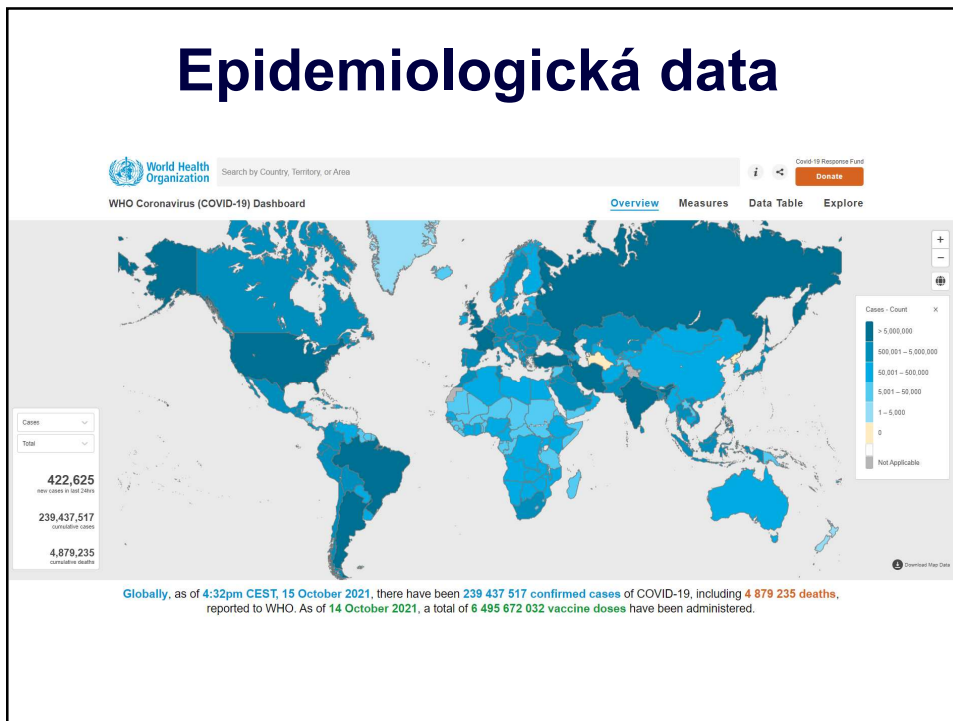 Epidemiologická data
World Health
Organization
Search by Country, Territory, or Area
i
Covid-19 Response Fund
Donate
WHO Coronavirus (COVID-19) Dashboard
Overview
Measures
Data Table
Explore
+
−
Cases - Count
×
> 5,000,000
500,001 – 5,000,000
50,001 – 500,000
5,001 – 50,000
1 – 5,000
0
Not Applicable
Cases
Total
422,625
new cases in last 24hrs
239,437,517
cumulative cases
4,879,235
cumulative deaths
Download Map Data
Globally, as of 4:32pm CEST, 15 October 2021, there have been 239 437 517 confirmed cases of COVID-19, including 4 879 235 deaths,
reported to WHO. As of 14 October 2021, a total of 6 495 672 032 vaccine doses have been administered.